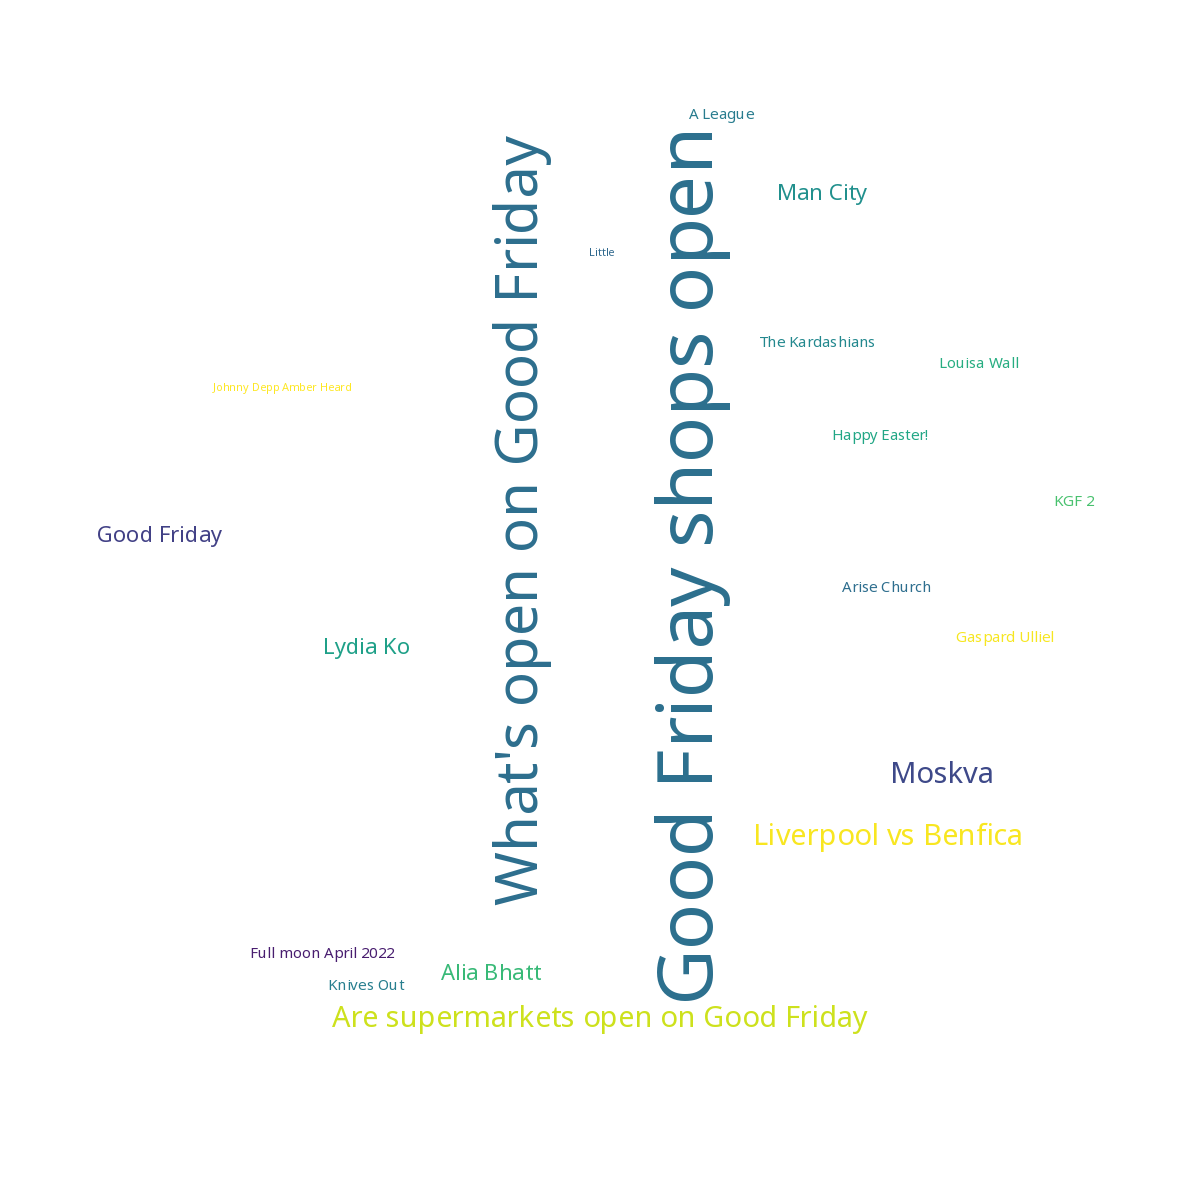 A League
What's open on Good Friday
Good Friday shops open
Man City
Little
The Kardashians
Louisa Wall
Johnny Depp Amber Heard
Happy Easter!
KGF 2
Good Friday
Arise Church
Gaspard Ulliel
Lydia Ko
Moskva
Liverpool vs Benfica
Full moon April 2022
Alia Bhatt
Knives Out
Are supermarkets open on Good Friday